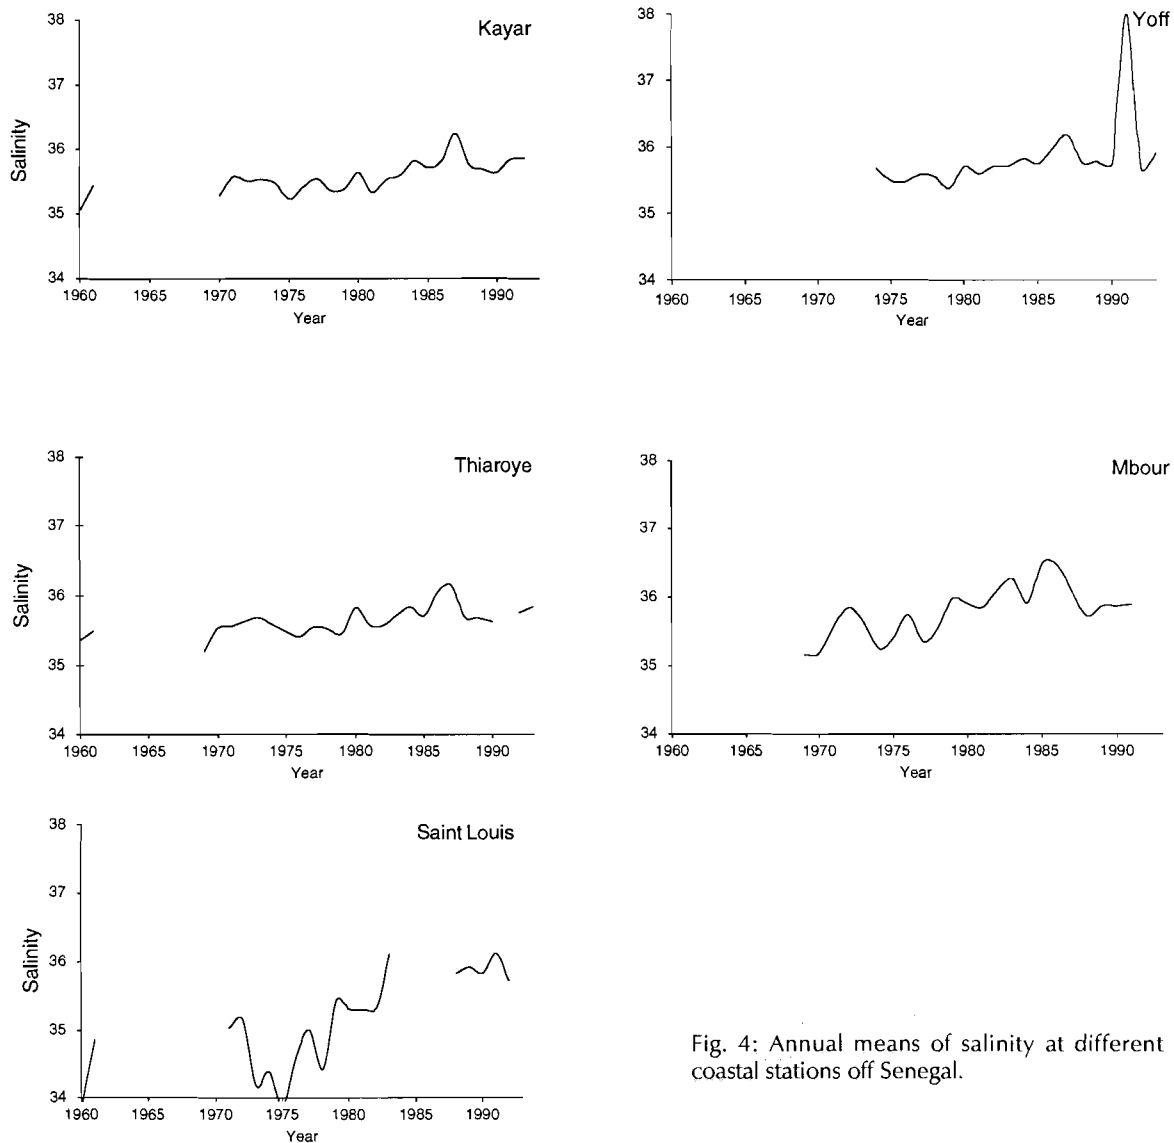 Kayar
38
37
36
35
34
Salinity
1960 1965 1970 1975 1980 1985 1990
Year
Yoff
38
37
36
35
34
1960 1965 1970 1975 1980 1985 1990
Year
Thiaroye
38
37
36
35
34
Salinity
1960 1965 1970 1975 1980 1985 1990
Year
Mbour
38
37
36
35
34
1960 1965 1970 1975 1980 1985 1990
Year
Saint Louis
38
37
36
35
34
Salinity
1960 1965 1970 1975 1980 1985 1990
Year
Fig. 4: Annual means of salinity at different
coastal stations off Senegal.